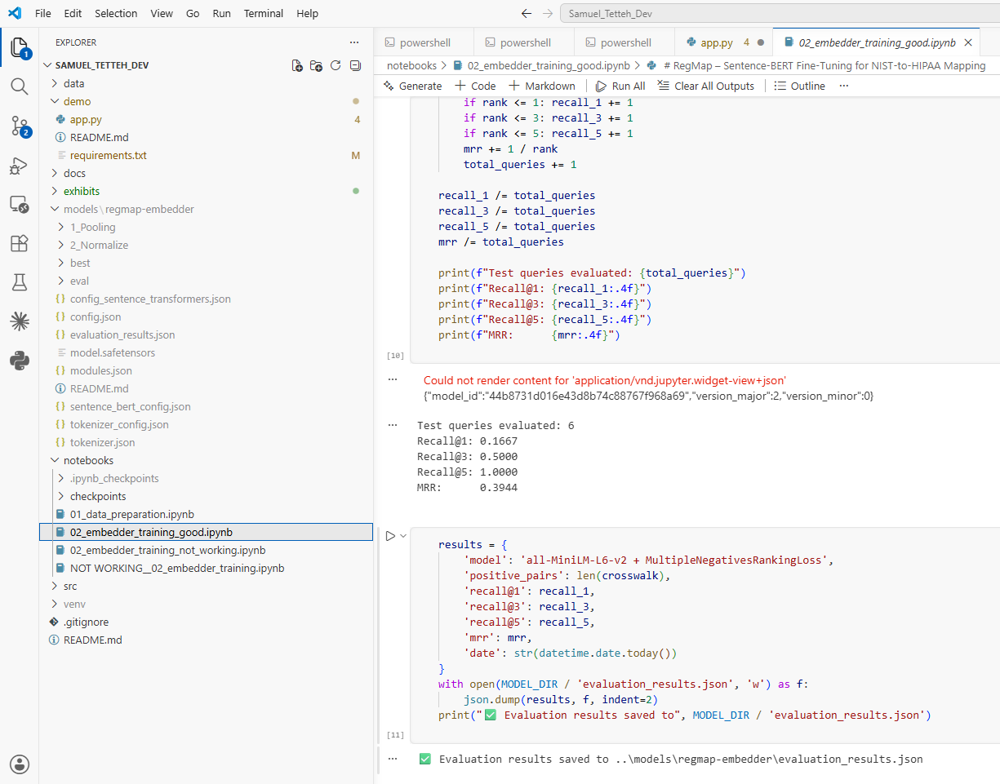 File Edit Selection View Go Run Terminal Help
Samuel_Tetteh_Dev
EXPLORER
SAMUEL_TETTEH_DEV
data
demo
app.py 4
README.md
requirements.txt M
docs
exhibits
models\regmap-embedder
1_Pooling
2_Normalize
best
eval
config_sentence_transformers.json
config.json
evaluation_results.json
model.safetensors
modules.json
README.md
sentence_bert_config.json
tokenizer_config.json
tokenizer.json
notebooks
.ipynb_checkpoints
checkpoints
01_data_preparation.ipynb
02_embedder_training_good.ipynb
02_embedder_training_not_working.ipynb
NOT WORKING__02_embedder_training.ipynb
src
venv
.gitignore
README.md
1
2
powershell powershell powershell app.py 4 02_embedder_training_good.ipynb
notebooks > 02_embedder_training_good.ipynb > # RegMap – Sentence-BERT Fine-Tuning for NIST-to-HIPAA Mapping
Generate Code Markdown Run All Clear All Outputs Outline ...
if rank <= 1: recall_1 += 1
if rank <= 3: recall_3 += 1
if rank <= 5: recall_5 += 1
mrr += 1 / rank
total_queries += 1
recall_1 /= total_queries
recall_3 /= total_queries
recall_5 /= total_queries
mrr /= total_queries
print(f"Test queries evaluated: {total_queries}")
print(f"Recall@1: {recall_1:.4f}")
print(f"Recall@3: {recall_3:.4f}")
print(f"Recall@5: {recall_5:.4f}")
print(f"MRR:      {mrr:.4f}")
[10]
Could not render content for 'application/vnd.jupyter.widget-view+json'
{"model_id":"44b8731d016e43d8b74c88767f968a69","version_major":2,"version_minor":0}
Test queries evaluated: 6
Recall@1: 0.1667
Recall@3: 0.5000
Recall@5: 1.0000
MRR:      0.3944
results = {
'model': 'all-MiniLM-L6-v2 + MultipleNegativesRankingLoss',
'positive_pairs': len(crosswalk),
'recall@1': recall_1,
'recall@3': recall_3,
'recall@5': recall_5,
'mrr': mrr,
'date': str(datetime.date.today())
}
with open(MODEL_DIR / 'evaluation_results.json', 'w') as f:
json.dump(results, f, indent=2)
print("✅ Evaluation results saved to", MODEL_DIR / 'evaluation_results.json')
[11]
✅ Evaluation results saved to ..\models\regmap-embedder\evaluation_results.json